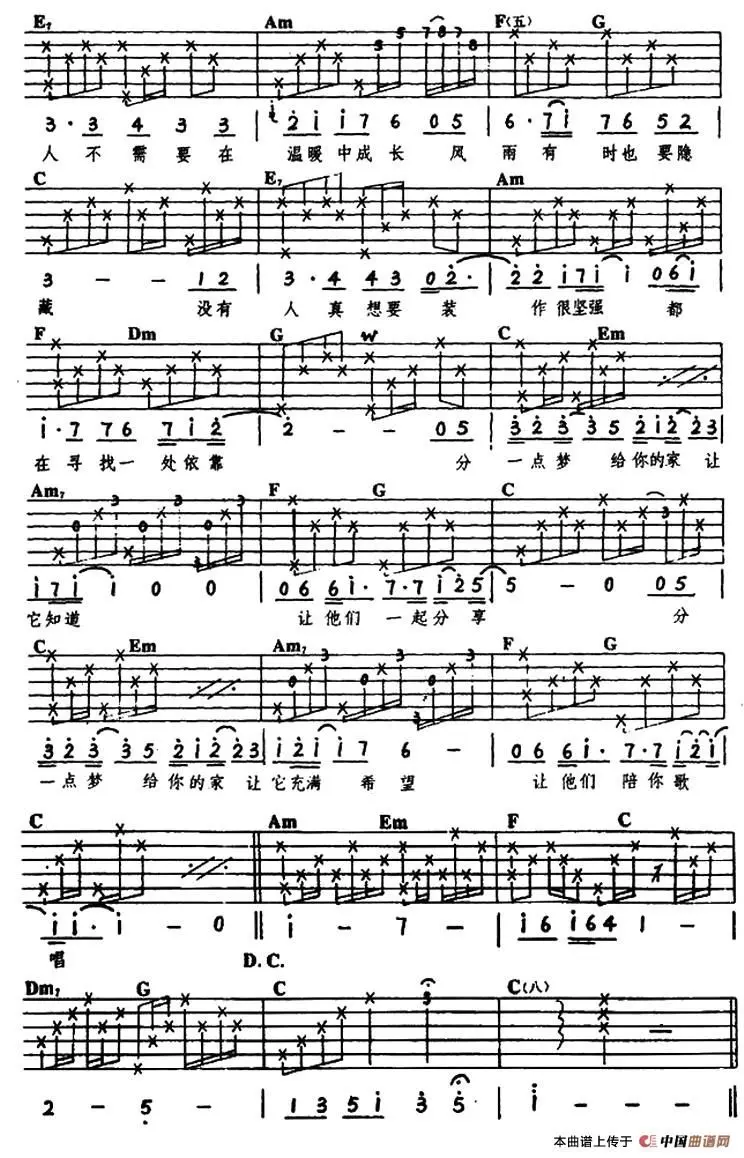 E7 Am F(五) G
3·3 4 3 3 | 2̇ i̇ i̇ 7 6 0 5 | 6·7 i̇ 7 6 5 2
人不需要在 温暖中成长 风雨有时也要隐
C E7 Am
3 - - 1 2 | 3·4 4 3 0 2̇ | 2̇ 2̇ i̇ 7 i̇ i̇ 0 6 i̇
藏 没有人真想要装 作很坚强 都
F Dm G W C Em
i̇·7 7 6 7 i̇ 2̇ | 2̇ - - 0 5 | 3̇ 2̇ 3̇ 3̇ 5 2̇ i̇ 2̇ 2̇ 3
在寻找一处依靠 分一点梦给你的家让
Am7 F G C
i̇ 7 i̇ i̇ 0 0 | 0 6 6 i̇· 7·7 i̇ 2̇ 5 | 5 - 0 0 5
它知道 让他们一起分享 分
C Em Am7 F G
3̇ 2̇ 3̇ 3̇ 5 2̇ i̇ 2̇ 2̇ 3 | i̇ 2̇ i̇ i̇ 7 6 - | 0 6 6 i̇· 7·7 i̇ 2̇ i̇
一点梦给你的家让它充满希望 让他们陪你歌
C Am Em F C
i̇ i̇· i̇ - 0 || i̇ - 7 - | i̇ 6 i̇ 6 4 1 -
唱 D.C.
Dm7 G C C(八)
2 - 5̣ - | 1 3 5 i̇ 3̇ 5̇ | i̇ - - -
本曲谱上传于 中国曲谱网